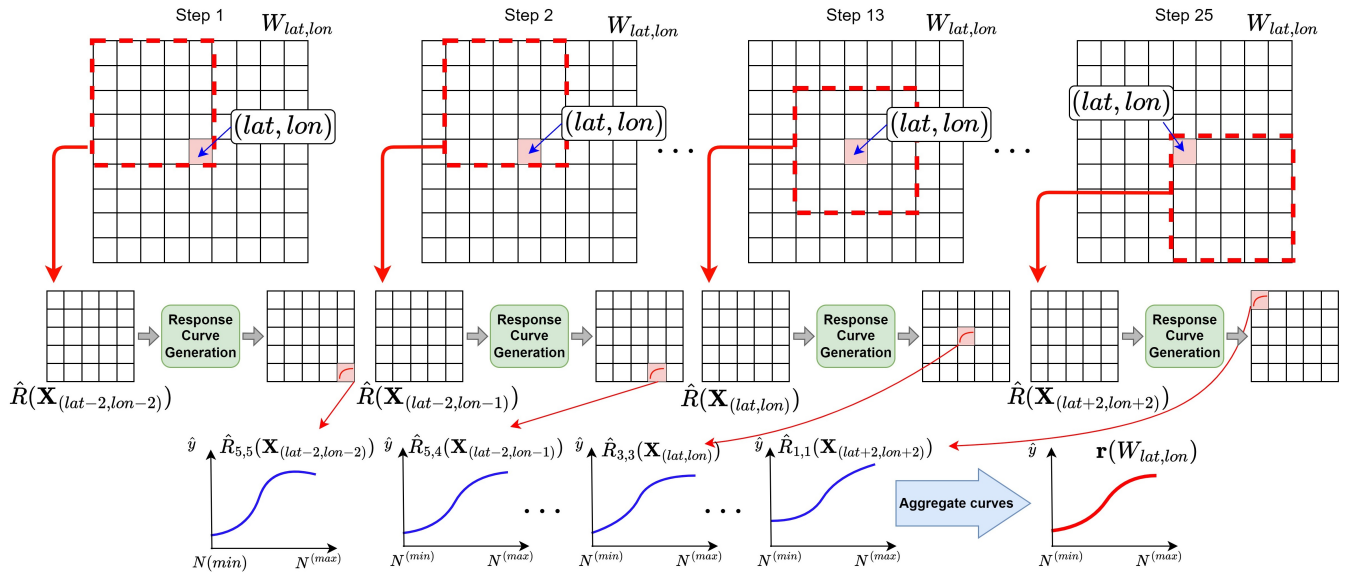 Step 1
Step 2
Step 13
Step 25
W_{lat,lon}
W_{lat,lon}
W_{lat,lon}
W_{lat,lon}
(lat, lon)
(lat, lon)
(lat, lon)
(lat, lon)
. . .
. . .
Response
Curve
Generation
Response
Curve
Generation
Response
Curve
Generation
Response
Curve
Generation
R̂(X_{(lat−2,lon−2)})
R̂(X_{(lat−2,lon−1)})
R̂(X_{(lat,lon)})
R̂(X_{(lat+2,lon+2)})
ŷ R̂_{5,5}(X_{(lat−2,lon−2)})
ŷ R̂_{5,4}(X_{(lat−2,lon−1)})
ŷ R̂_{3,3}(X_{(lat,lon)})
ŷ R̂_{1,1}(X_{(lat+2,lon+2)})
ŷ r(W_{lat,lon})
. . .
. . .
Aggregate curves
N(min) N^{(max)}
N^{(min)} N^{(max)}
N^{(min)} N^{(max)}
N^{(min)} N^{(max)}
N^{(min)} N^{(max)}